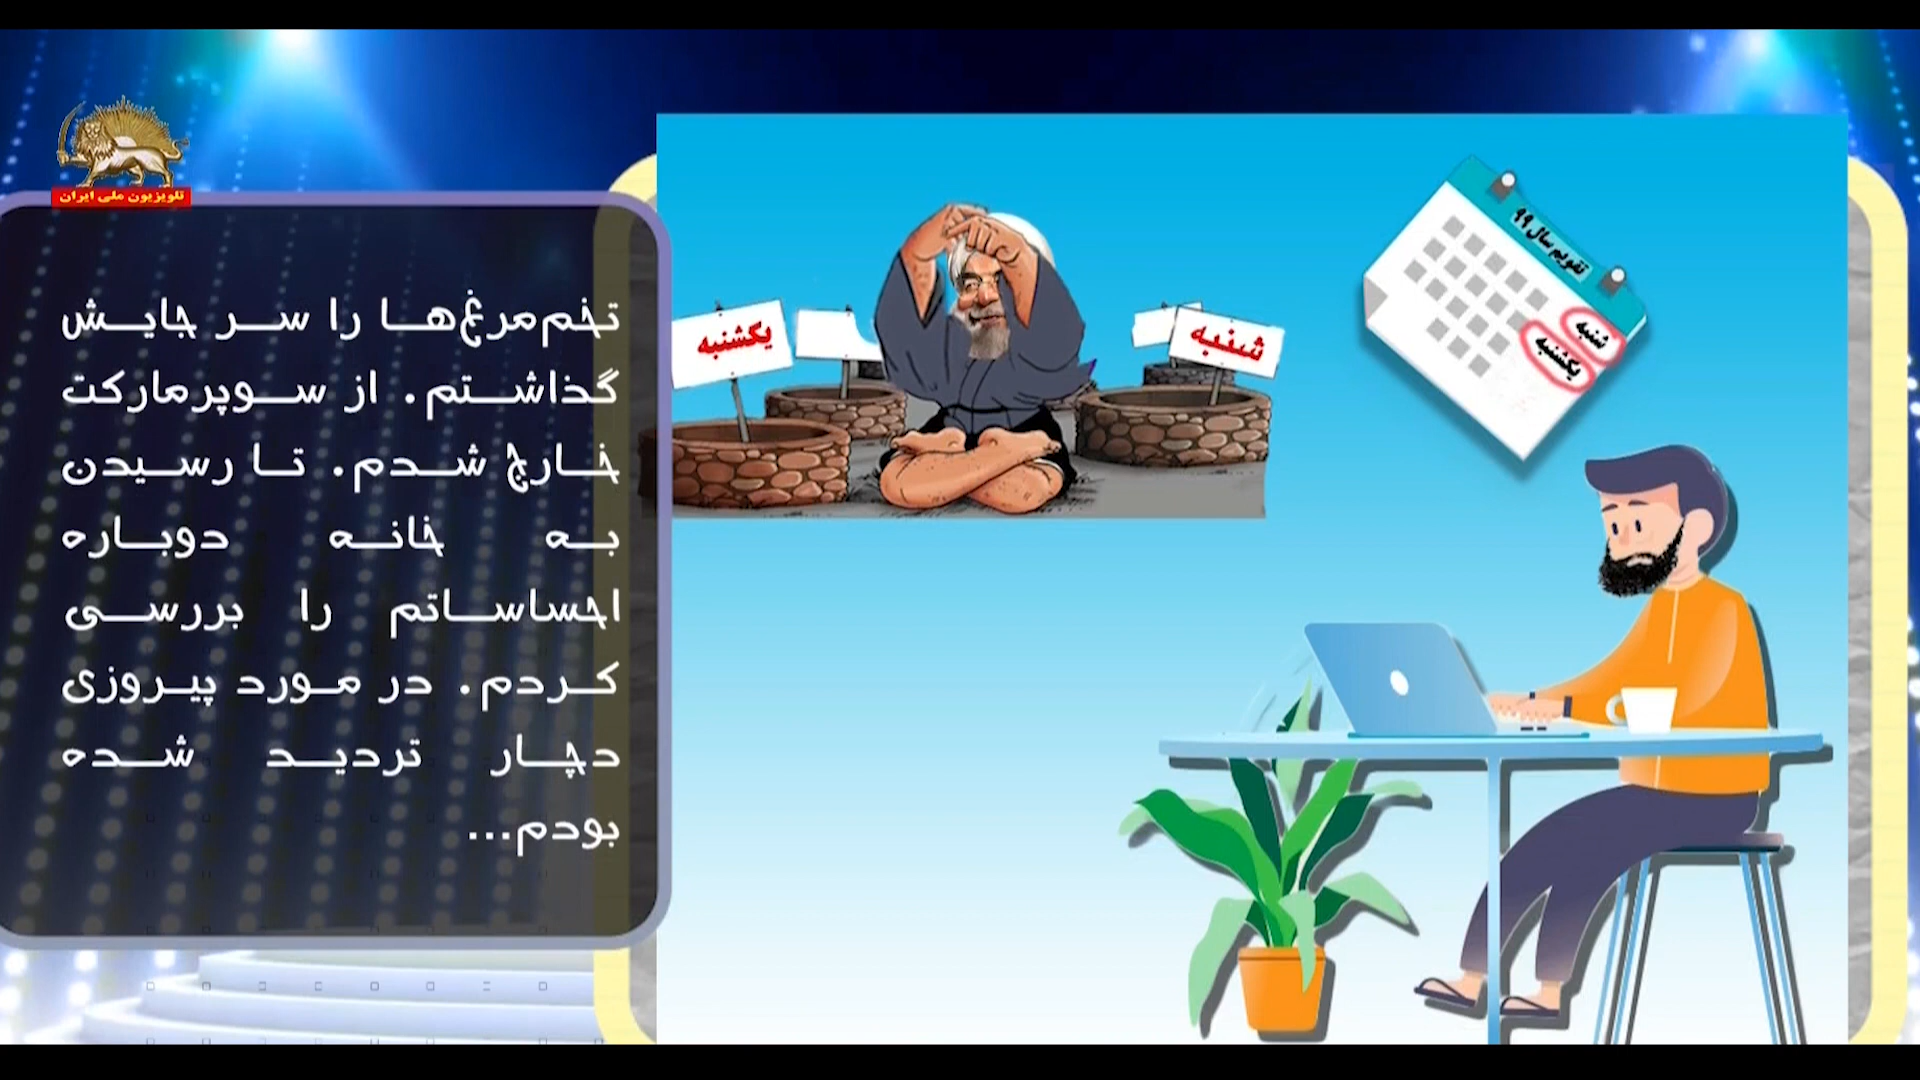 تلویزیون ملی ایران
تخم‌مرغ‌ها را سر جایش
گذاشتم. از سوپرمارکت
خارج شدم. تا رسیدن
به خانه دوباره
احساساتم را بررسی
کردم. در مورد پیروزی
دچار تردید شده
بودم...
یکشنبه
شنبه
تقویم سال ۹۹
شنبه
یکشنبه